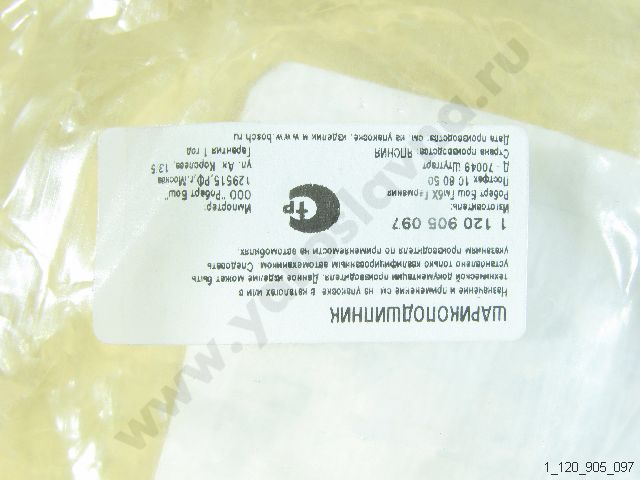 ШАРИКОПОДШИПНИК
Назначение и применение см. на упаковке, в каталогах или в
технической документации производителя. Данное изделие может быть
установлено только квалифицированным автомехаником. Следовать
указаниям производителя по применяемости на автомобилях.
1 120 905 097
Изготовитель:
Роберт Бош ГмбХ Германия
Постфах 10 60 50
Д - 70049 Штутгарт
Страна производства: ЯПОНИЯ
Дата производства: см. на упаковке, изделии и www.bosch.ru
Импортер:
ООО "Роберт Бош"
129515, РФ, г. Москва
ул. Ак. Королева, 13,5
Гарантия 1 год
www.yaroslavna.ru
1_120_905_097